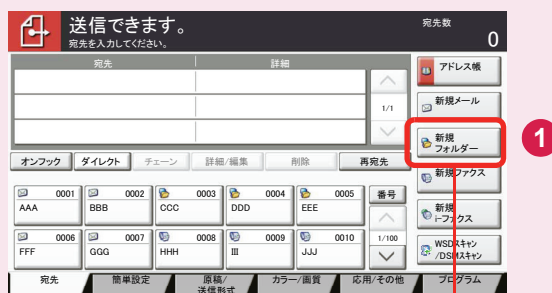 送信できます。
宛先を入力してください。
宛先数
0
宛先 詳細
1/1
アドレス帳
新規メール
新規
フォルダー
1
新規ファクス
新規
i-ファクス
WSDスキャン
/DSMスキャン
オンフック ダイレクト チェーン 詳細/編集 削除 再宛先
0001 0002 0003 0004 0005 番号
AAA BBB CCC DDD EEE
0006 0007 0008 0009 0010 1/100
FFF GGG HHH III JJJ
宛先 簡単設定 原稿/
送信形式 カラー/画質 応用/その他 プログラム